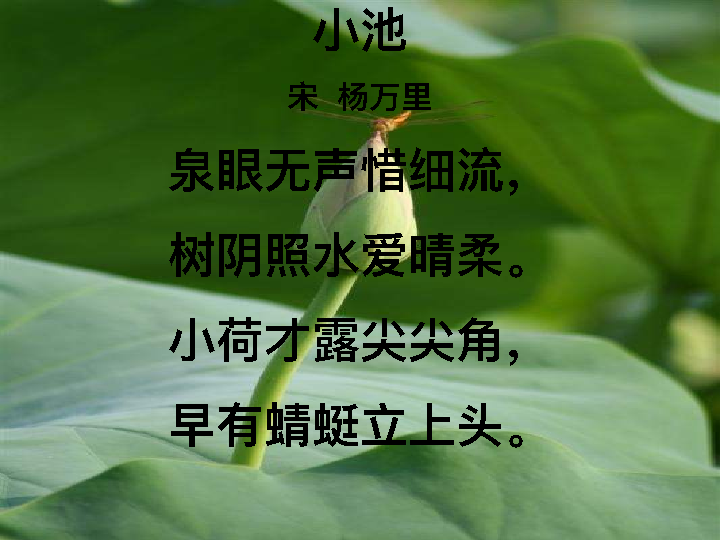 小池
宋 杨万里
泉眼无声惜细流，
树阴照水爱晴柔。
小荷才露尖尖角，
早有蜻蜓立上头。